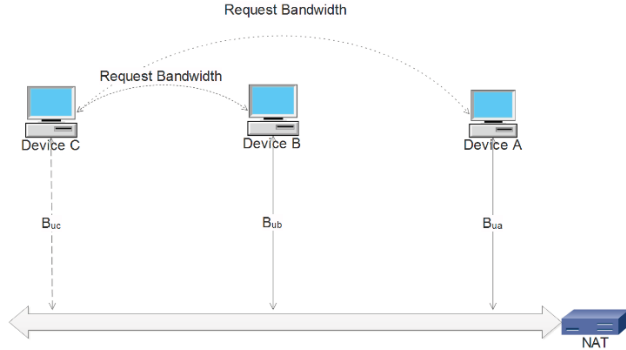 Request Bandwidth
Request Bandwidth
Device C
Device B
Device A
Buc
Bub
Bua
NAT